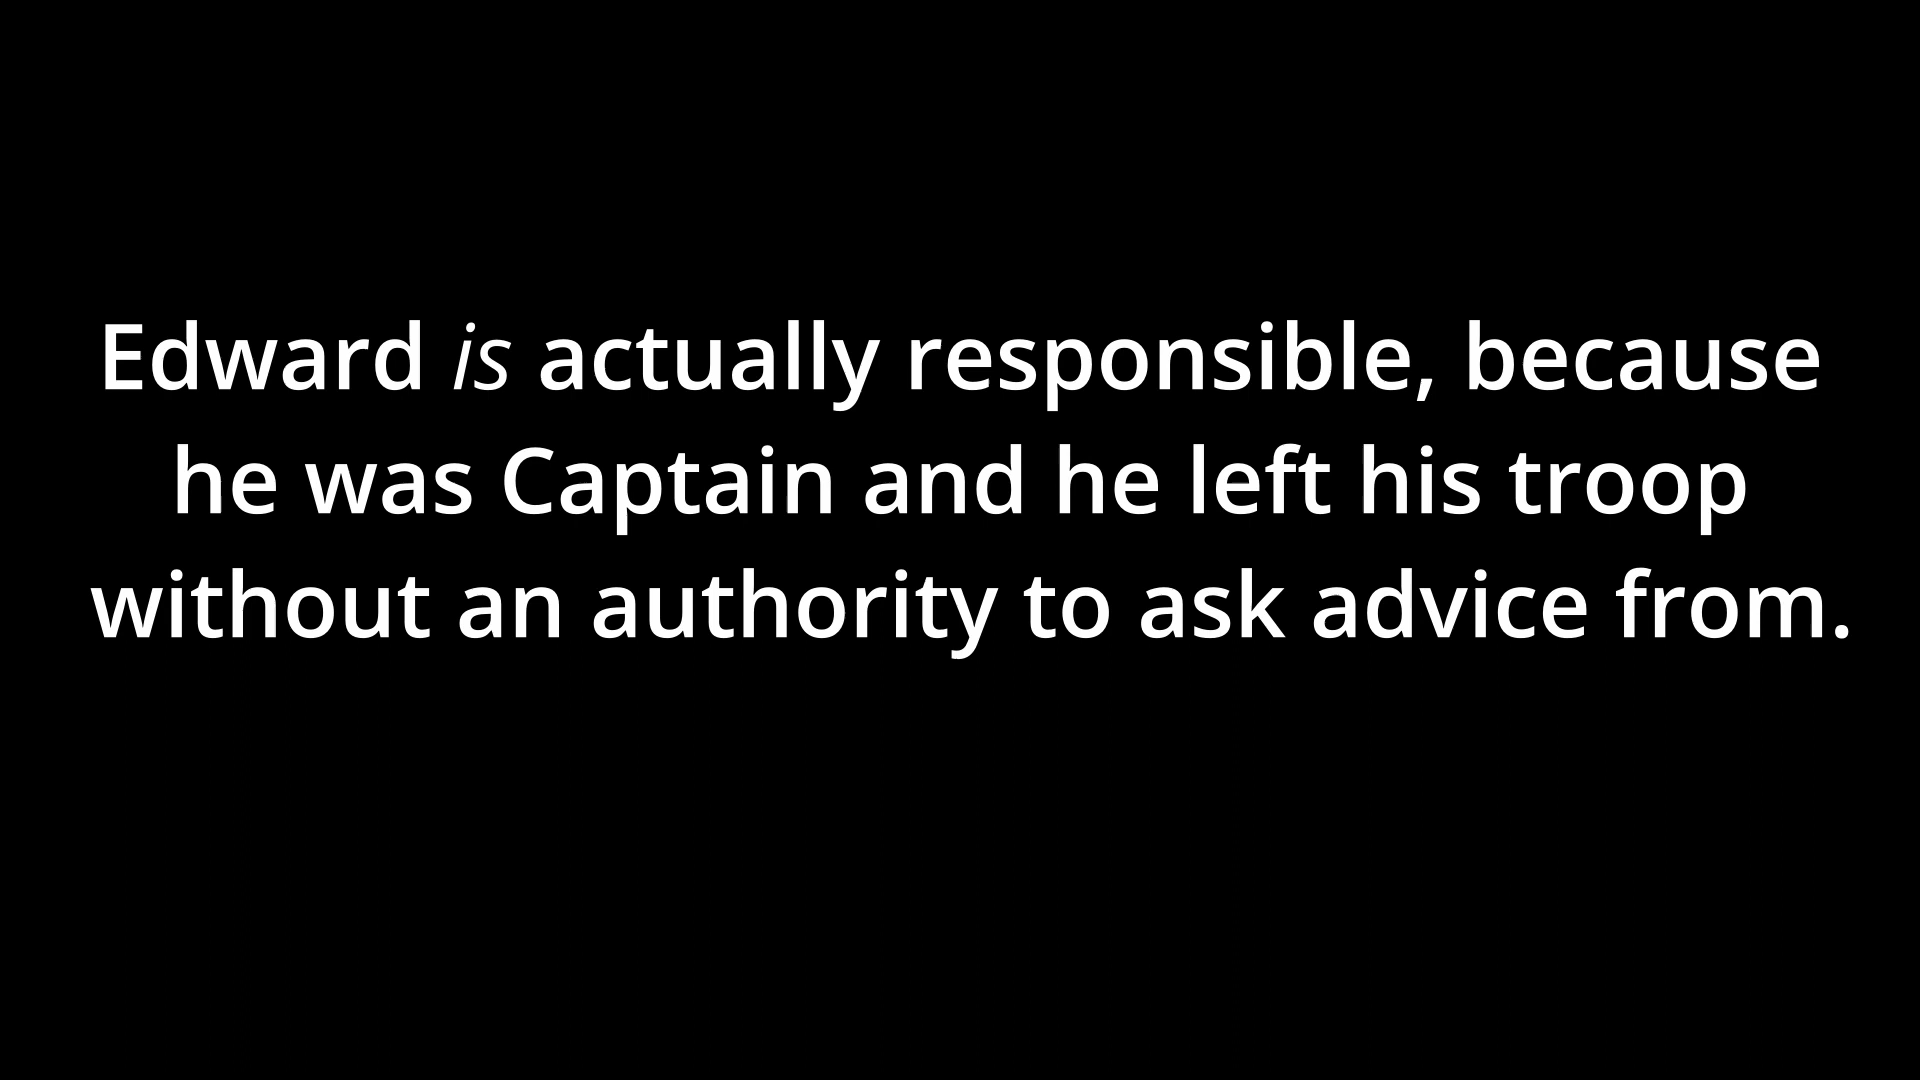 Edward is actually responsible, because
he was Captain and he left his troop
without an authority to ask advice from.